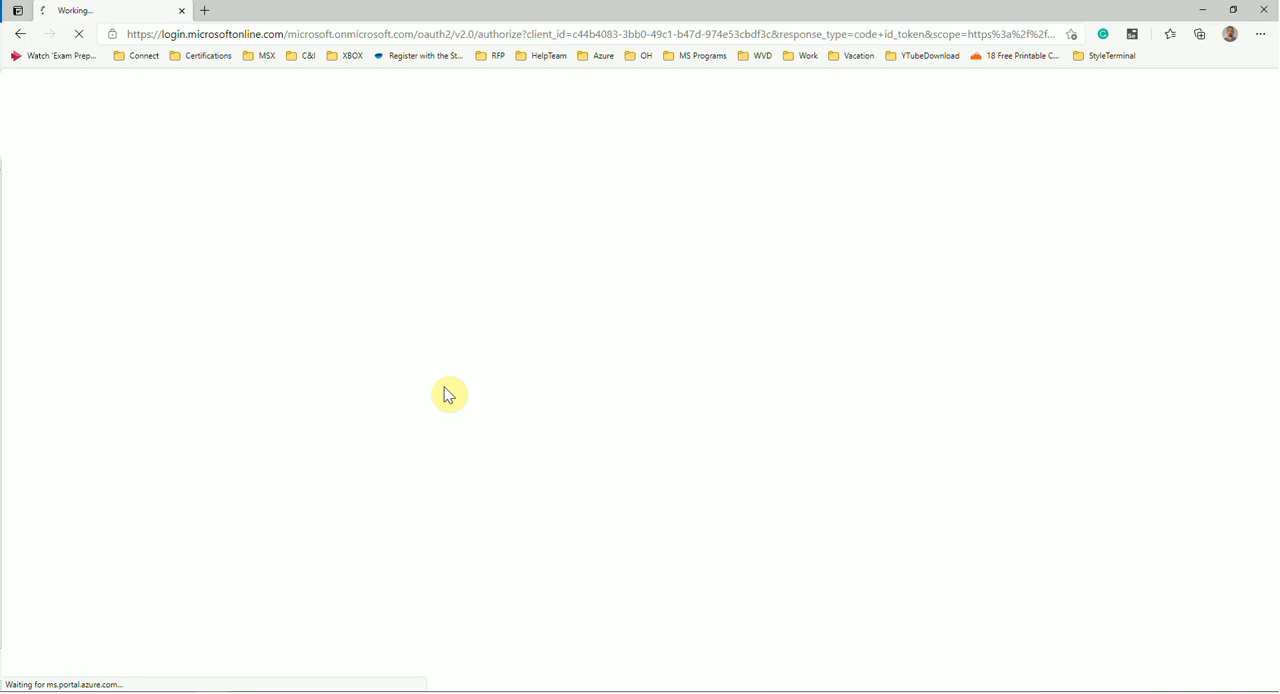 Working...
https://login.microsoftonline.com/microsoft.onmicrosoft.com/oauth2/v2.0/authorize?client_id=c44b4083-3bb0-49c1-b47d-974e53cbdf3c&response_type=code+id_token&scope=https%3a%2f%2f...
Watch 'Exam Prep... Connect Certifications MSX C&I XBOX Register with the St... RFP HelpTeam Azure OH MS Programs WVD Work Vacation YTubeDownload 18 Free Printable C... StyleTerminal
Waiting for ms.portal.azure.com...